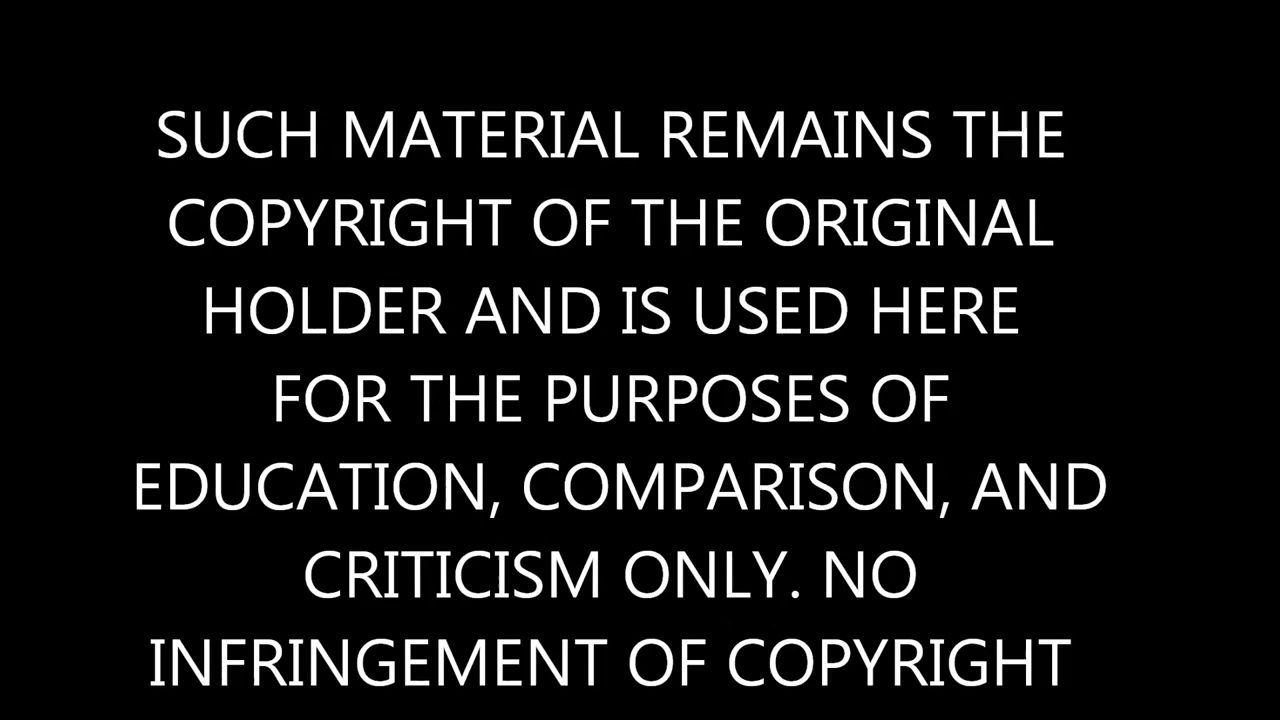 SUCH MATERIAL REMAINS THE
COPYRIGHT OF THE ORIGINAL
HOLDER AND IS USED HERE
FOR THE PURPOSES OF
EDUCATION, COMPARISON, AND
CRITICISM ONLY. NO
INFRINGEMENT OF COPYRIGHT